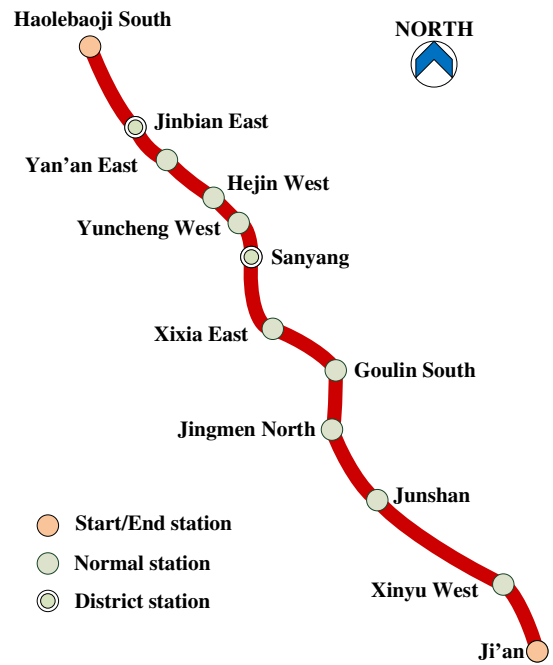 Haolebaoji South
NORTH
Jinbian East
Yan'an East
Hejin West
Yuncheng West
Sanyang
Xixia East
Goulin South
Jingmen North
Junshan
Start/End station
Normal station
Xinyu West
District station
Ji'an